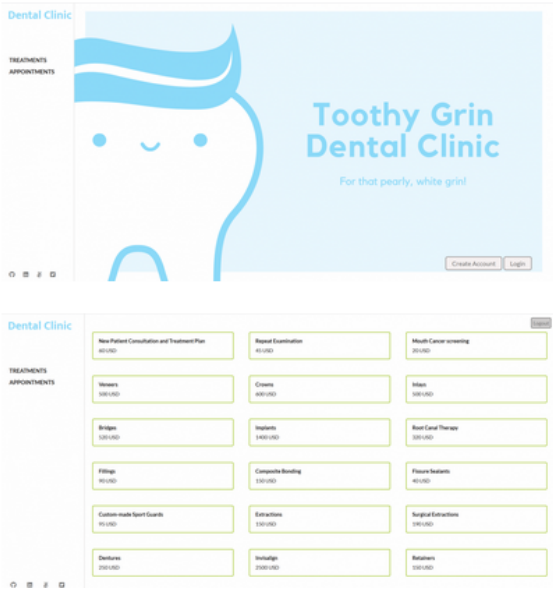 Dental Clinic
TREATMENTS
APPOINTMENTS
Toothy Grin
Dental Clinic
For that pearly, white grin!
Create Account
Login
Dental Clinic
Logout
TREATMENTS
APPOINTMENTS
New Patient Consultation and Treatment Plan
60 USD
Repeat Examination
45 USD
Mouth Cancer screening
20 USD
Veneers
500 USD
Crowns
600 USD
Inlays
500 USD
Bridges
520 USD
Implants
1400 USD
Root Canal Therapy
320 USD
Fillings
90 USD
Composite Bonding
150 USD
Fissure Sealants
40 USD
Custom-made Sport Guards
95 USD
Extractions
150 USD
Surgical Extractions
190 USD
Dentures
250 USD
Invisalign
2500 USD
Retainers
550 USD